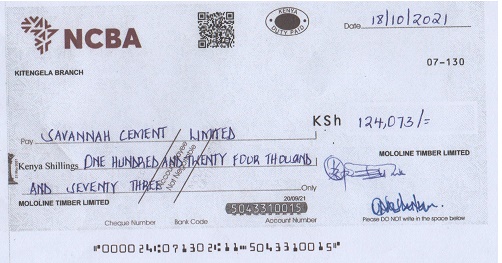 NCBA
KENYA
DUTY PAID
Date 18/10/2021
KITENGELA BRANCH
07-130
KSh 124,073/=
Pay SAVANNAH CEMENT LIMITED
Account Payee
Not Negotiable
Kenya Shillings ONE HUNDRED AND TWENTY FOUR THOUSAND
AND SEVENTY THREE Only
MOLOLINE TIMBER LIMITED
MOLOLINE TIMBER LIMITED
20/09/21
5043310015
Cheque Number Bank Code Account Number
Please DO NOT write in the space below
"000024⑆07130 2⑆11⑉5043310015"